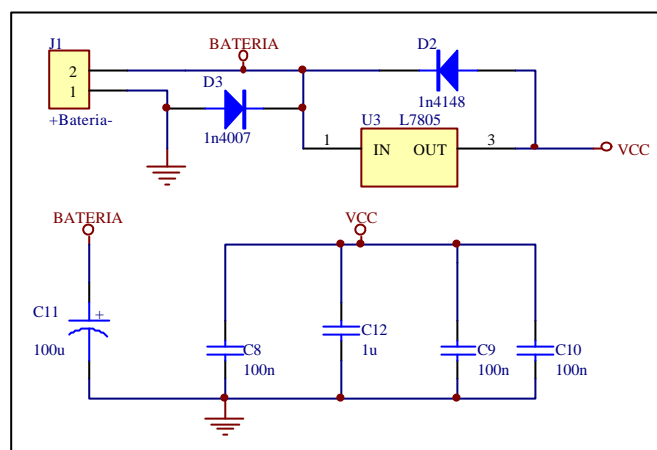 J1
BATERIA
D2
2
1
D3
1n4148
+Bateria-
1n4007
U3 L7805
1 IN OUT 3
VCC
BATERIA
VCC
C11
100u
C12
1u
C8
100n
C9
100n
C10
100n